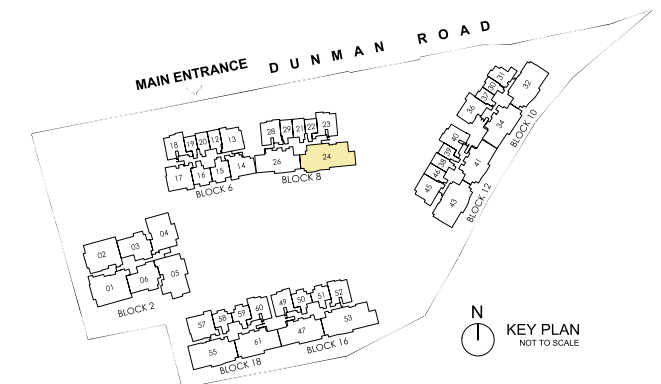 MAIN ENTRANCE DUNMAN ROAD
18 19 20 12 13
17 16 15 14
BLOCK 6
28 29 21 22 23
26 24
BLOCK 8
31
30
37
32
36
34
BLOCK 10
40
39
38
46
45
41
43
BLOCK 12
02 03 04
01 06 05
BLOCK 2
57 58 59 60
55 61
BLOCK 18
49 50 51 52
47 53
BLOCK 16
N
KEY PLAN
NOT TO SCALE